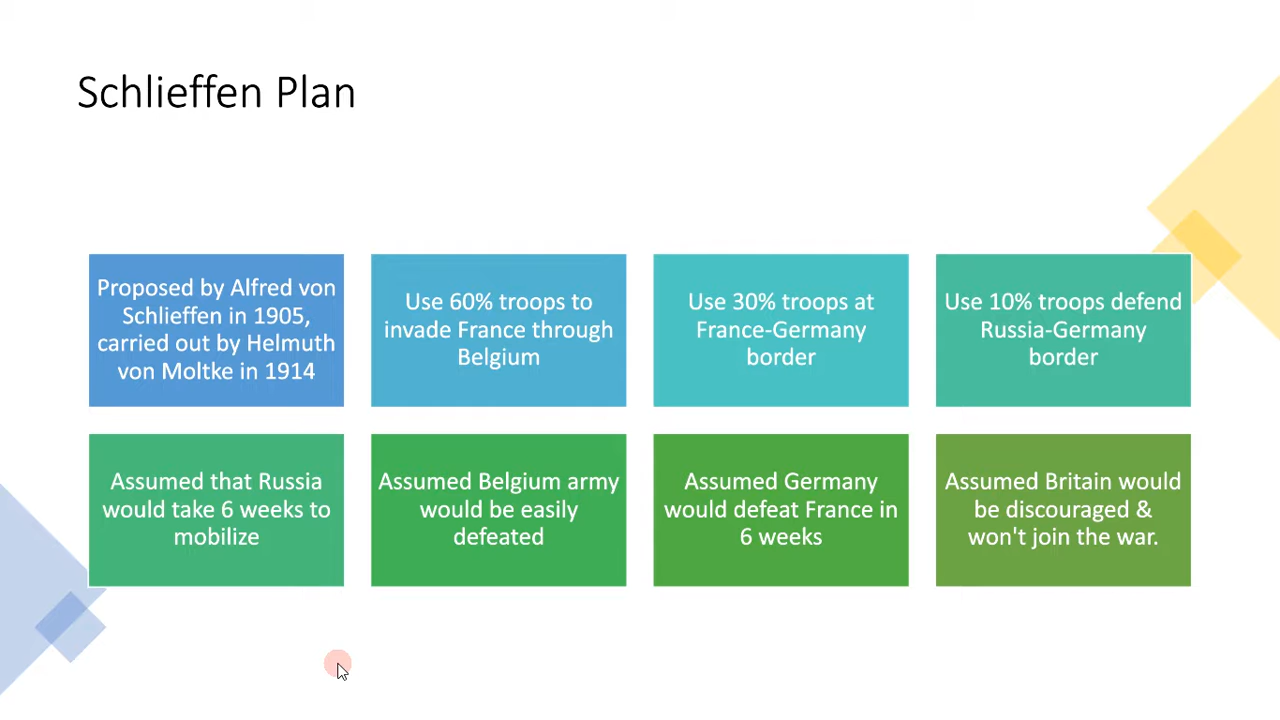 Schlieffen Plan
Proposed by Alfred von
Schlieffen in 1905,
carried out by Helmuth
von Moltke in 1914
Use 60% troops to
invade France through
Belgium
Use 30% troops at
France-Germany
border
Use 10% troops defend
Russia-Germany
border
Assumed that Russia
would take 6 weeks to
mobilize
Assumed Belgium army
would be easily
defeated
Assumed Germany
would defeat France in
6 weeks
Assumed Britain would
be discouraged &
won't join the war.